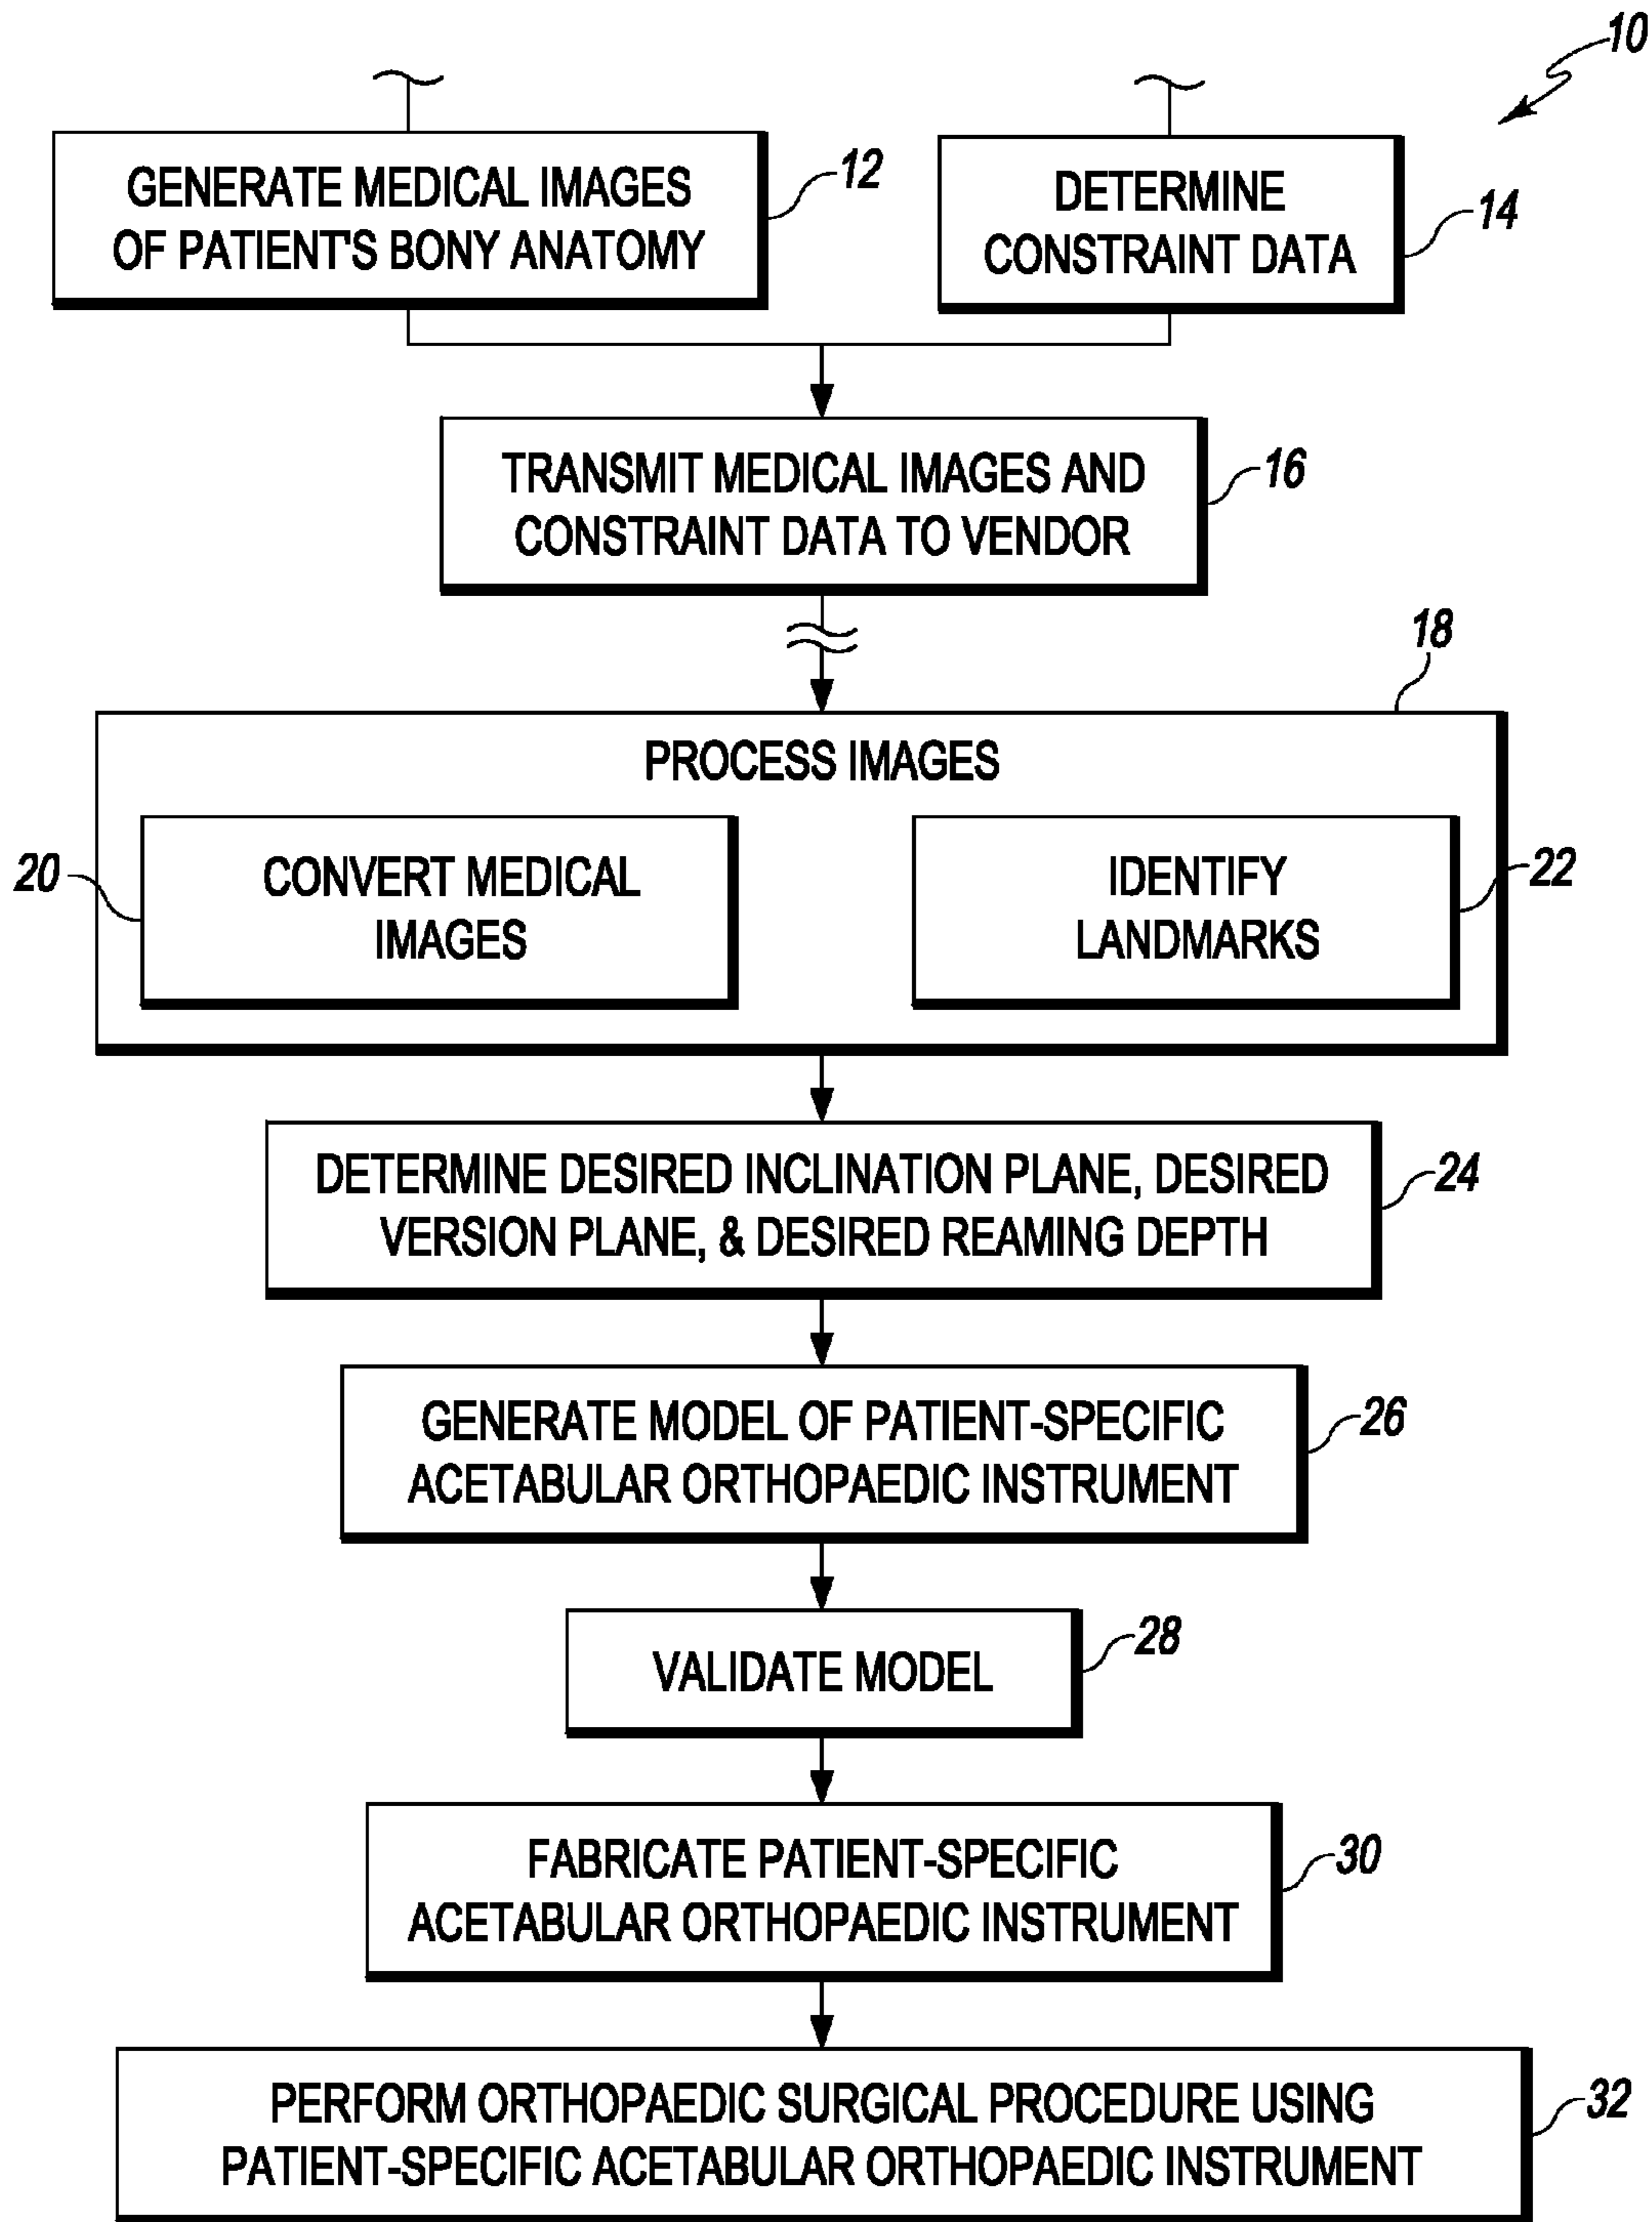 10
GENERATE MEDICAL IMAGES
OF PATIENT'S BONY ANATOMY
12
DETERMINE
CONSTRAINT DATA
14
TRANSMIT MEDICAL IMAGES AND
CONSTRAINT DATA TO VENDOR
16
18
PROCESS IMAGES
20
CONVERT MEDICAL
IMAGES
IDENTIFY
LANDMARKS
22
DETERMINE DESIRED INCLINATION PLANE, DESIRED
VERSION PLANE, & DESIRED REAMING DEPTH
24
GENERATE MODEL OF PATIENT-SPECIFIC
ACETABULAR ORTHOPAEDIC INSTRUMENT
26
VALIDATE MODEL
28
FABRICATE PATIENT-SPECIFIC
ACETABULAR ORTHOPAEDIC INSTRUMENT
30
PERFORM ORTHOPAEDIC SURGICAL PROCEDURE USING
PATIENT-SPECIFIC ACETABULAR ORTHOPAEDIC INSTRUMENT
32